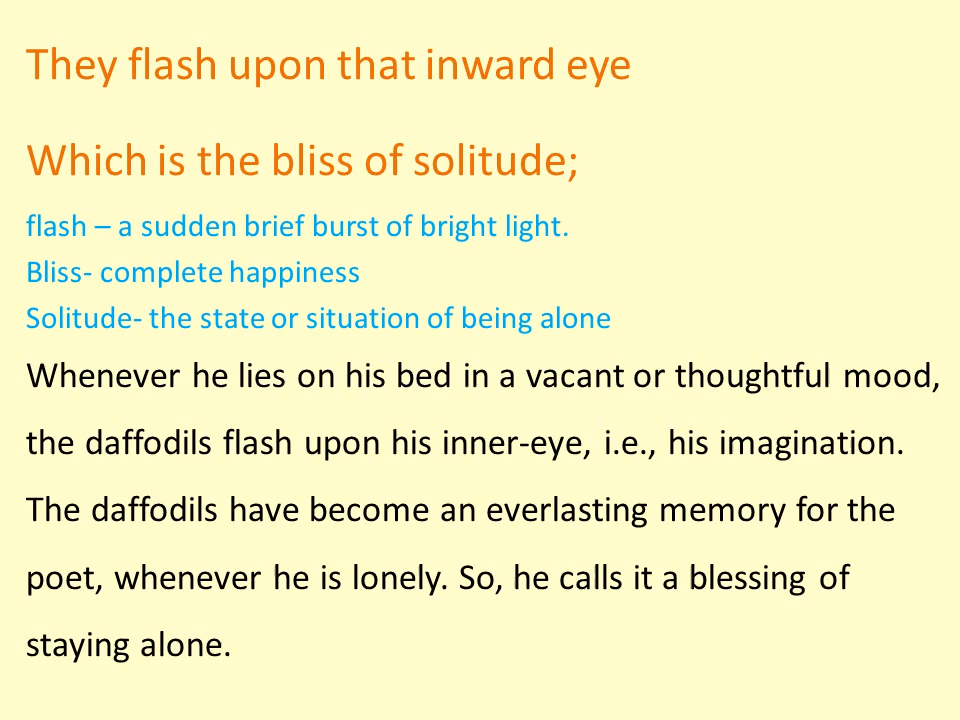 They flash upon that inward eye
Which is the bliss of solitude;
flash – a sudden brief burst of bright light.
Bliss- complete happiness
Solitude- the state or situation of being alone
Whenever he lies on his bed in a vacant or thoughtful mood,
the daffodils flash upon his inner-eye, i.e., his imagination.
The daffodils have become an everlasting memory for the
poet, whenever he is lonely. So, he calls it a blessing of
staying alone.